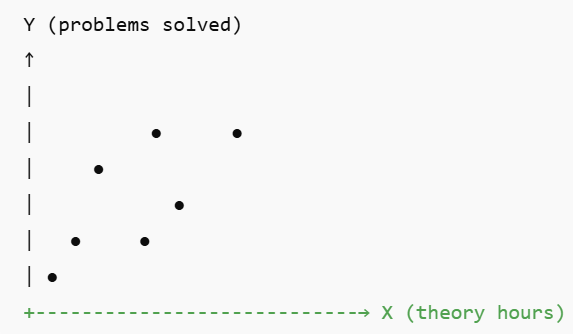 Y (problems solved)
↑
|
|           ●      ●
|      ●
|             ●
|    ●     ●
| ●
+----------------------------→ X (theory hours)